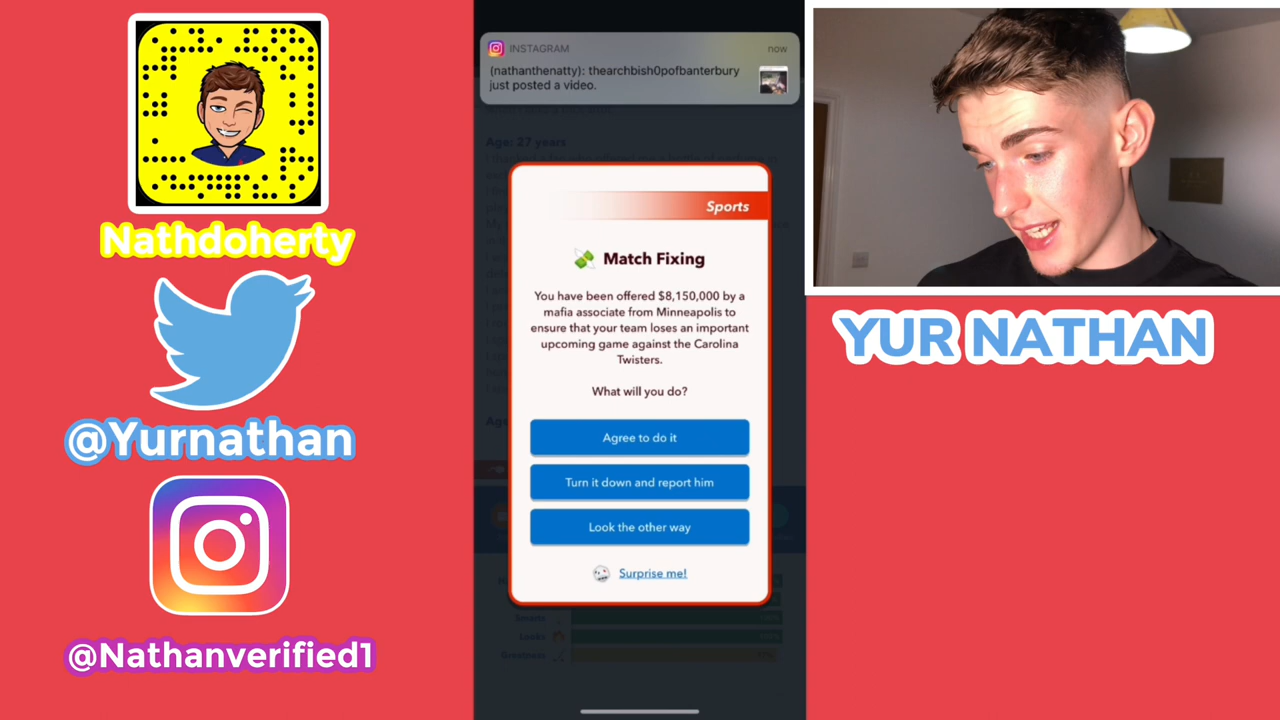 Nathdoherty
@Yurnathan
@Nathanverified1
INSTAGRAM now
(nathanthenatty): thearchbish0pofbanterbury
just posted a video.
Age: 27 years
Sports
Match Fixing
You have been offered $8,150,000 by a
mafia associate from Minneapolis to
ensure that your team loses an important
upcoming game against the Carolina
Twisters.
What will you do?
Agree to do it
Turn it down and report him
Look the other way
Surprise me!
Smarts
Looks
Greatness
YUR NATHAN